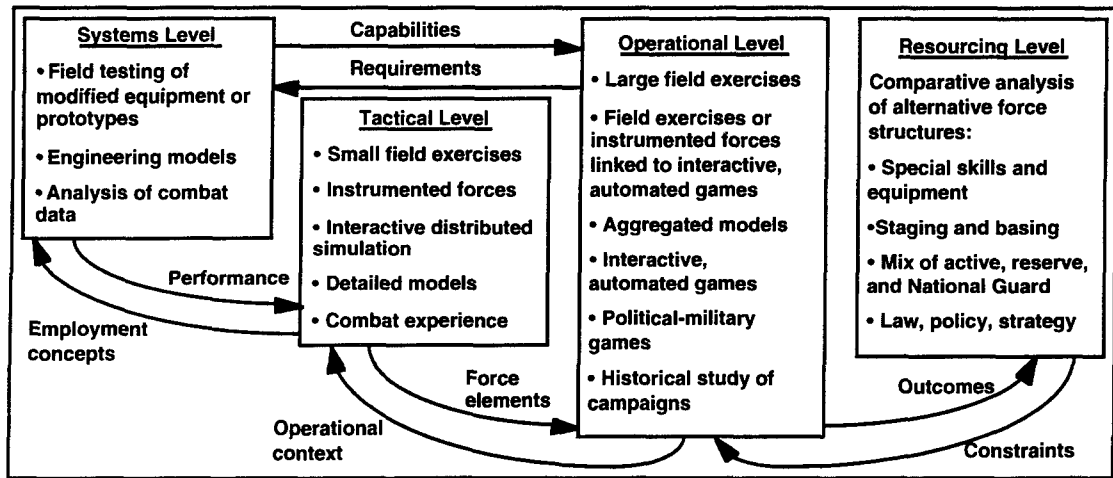 Systems Level
• Field testing of
modified equipment or
prototypes
• Engineering models
• Analysis of combat
data
Capabilities
Requirements
Tactical Level
• Small field exercises
• Instrumented forces
• Interactive distributed
simulation
• Detailed models
• Combat experience
Operational Level
• Large field exercises
• Field exercises or
instrumented forces
linked to interactive,
automated games
• Aggregated models
• Interactive,
automated games
• Political-military
games
• Historical study of
campaigns
Resourcing Level
Comparative analysis
of alternative force
structures:
• Special skills and
equipment
•Staging and basing
• Mix of active, reserve,
and National Guard
• Law, policy, strategy
Performance
Employment
concepts
Force
elements
Operational
context
Outcomes
Constraints